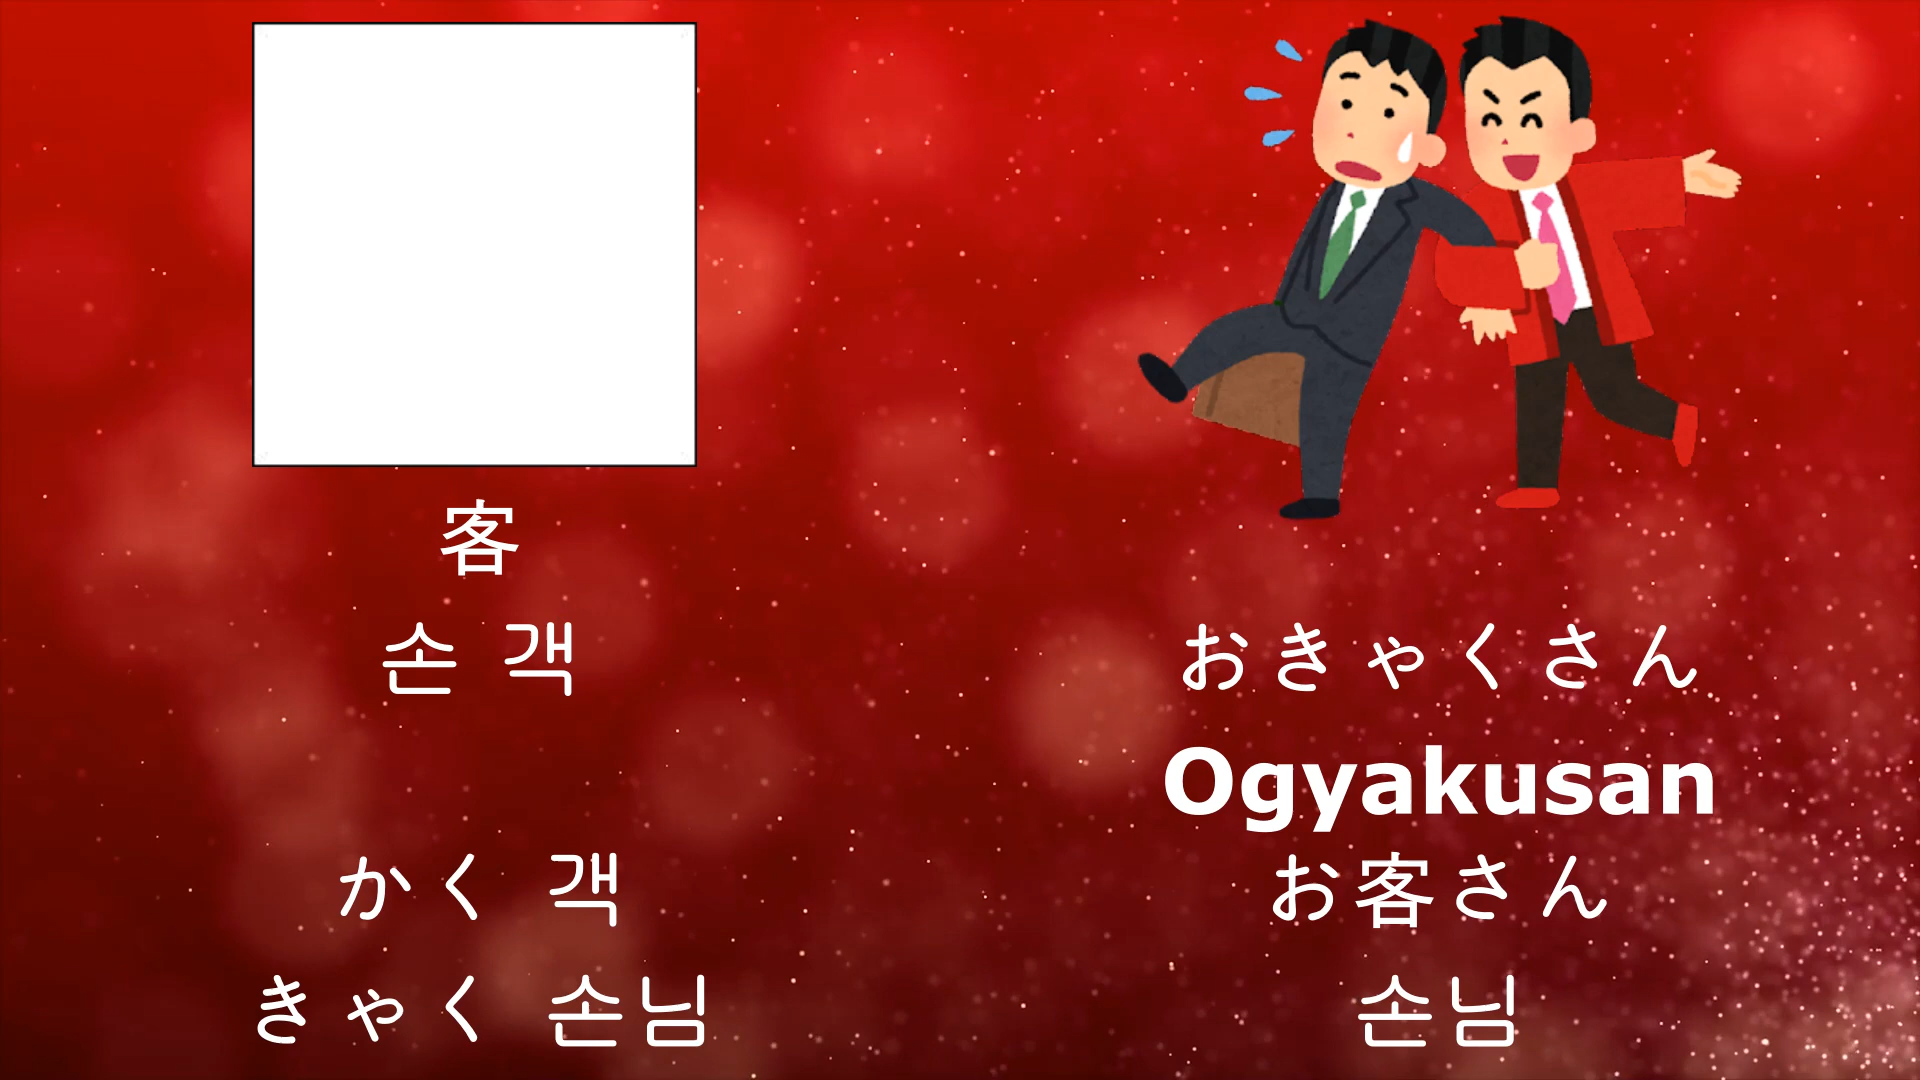 客
손 객
かく 객
きゃく 손님
おきゃくさん
Ogyakusan
お客さん
손님